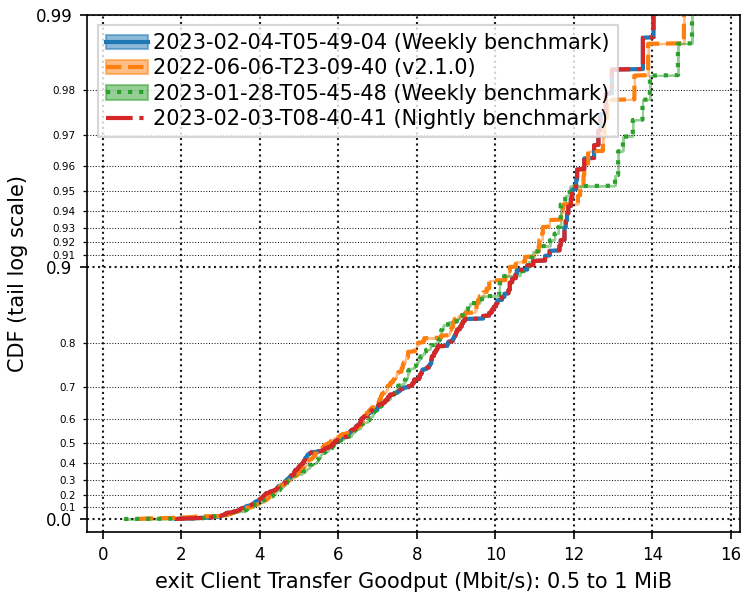 0.99
2023-02-04-T05-49-04 (Weekly benchmark)
2022-06-06-T23-09-40 (v2.1.0)
2023-01-28-T05-45-48 (Weekly benchmark)
2023-02-03-T08-40-41 (Nightly benchmark)
0.98
0.97
0.96
0.95
0.94
0.93
0.92
0.91
0.9
0.8
0.7
0.6
0.5
0.4
0.3
0.2
0.1
0.0
CDF (tail log scale)
0 2 4 6 8 10 12 14 16
exit Client Transfer Goodput (Mbit/s): 0.5 to 1 MiB